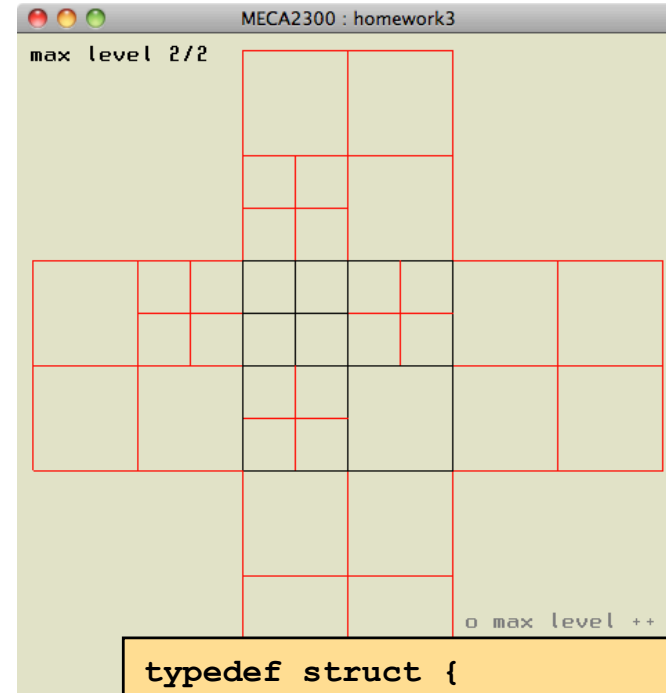 MECA2300 : homework3
max level 2/2
o max level ++
typedef struct {